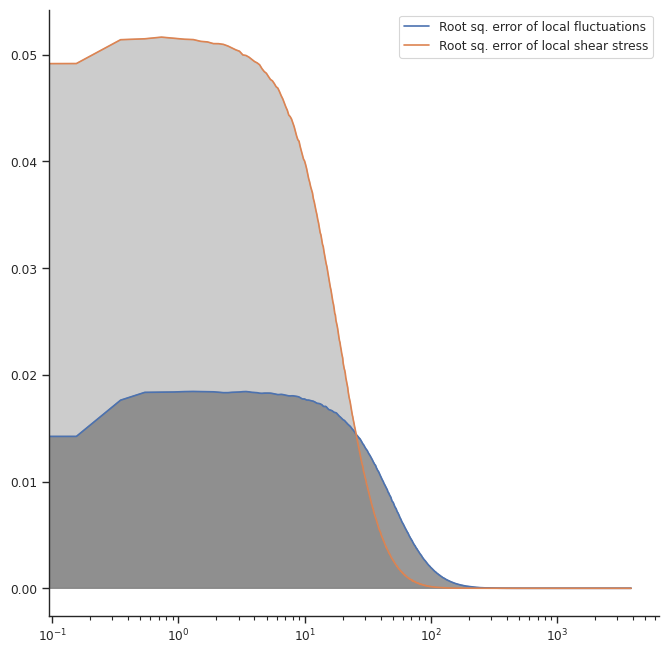 Root sq. error of local fluctuations
Root sq. error of local shear stress
0.05
0.04
0.03
0.02
0.01
0.00
10⁻¹ 10⁰ 10¹ 10² 10³